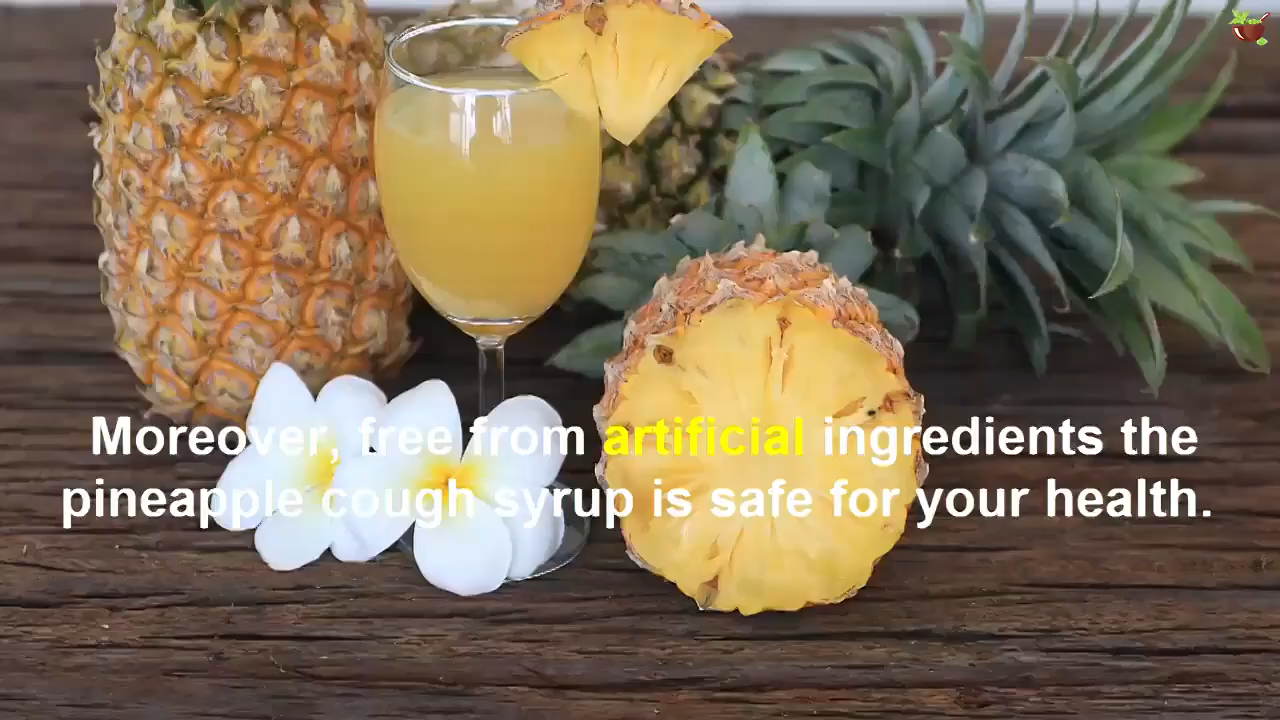 Moreover, free from artificial ingredients the
pineapple cough syrup is safe for your health.